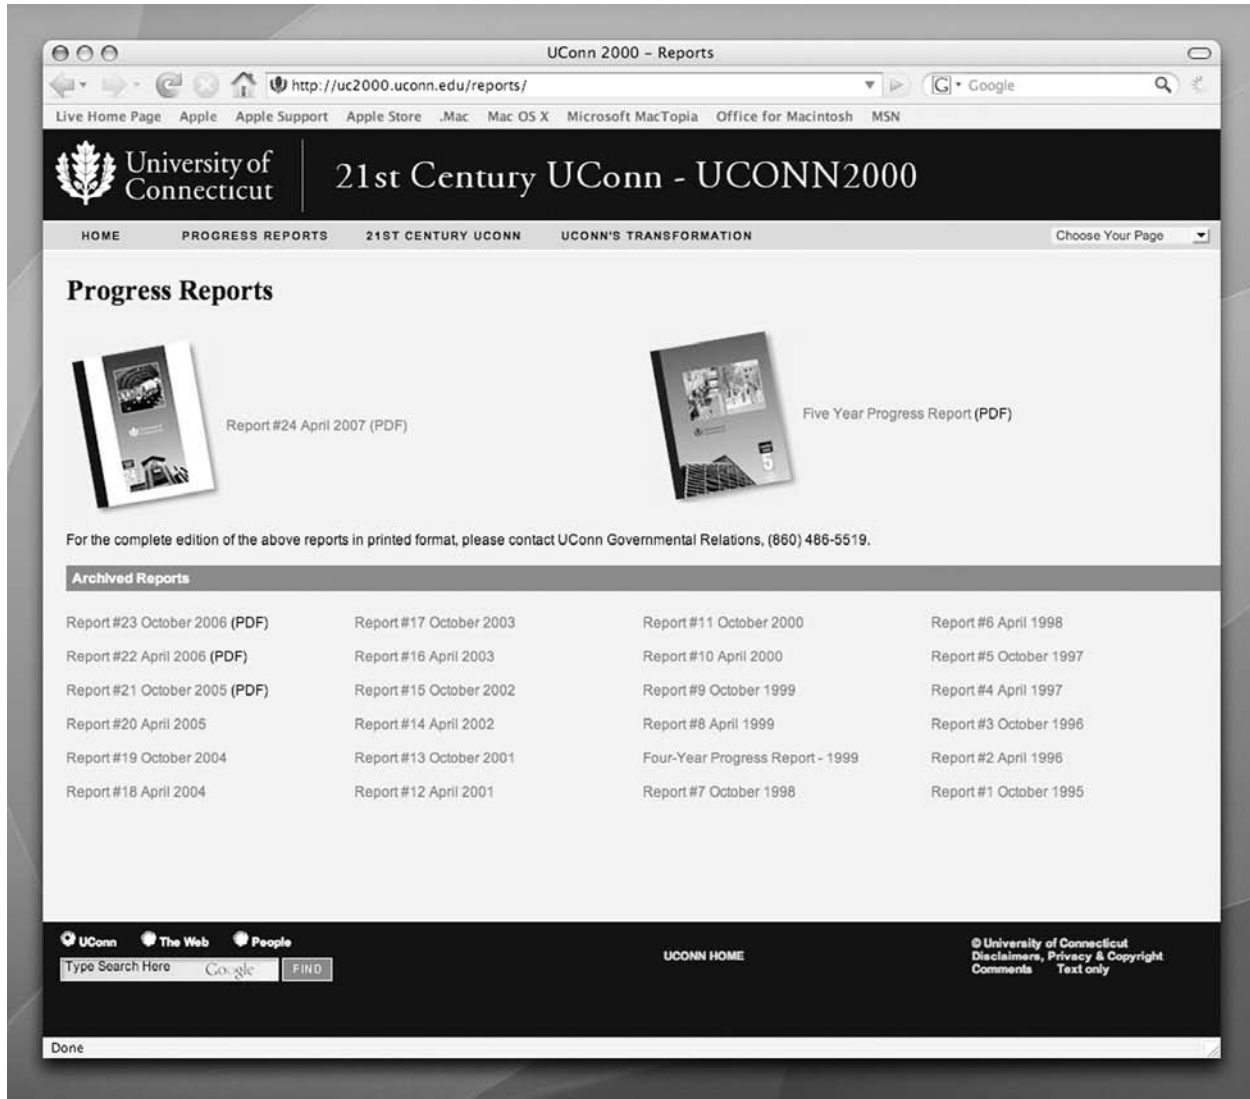 UConn 2000 – Reports
http://uc2000.uconn.edu/reports/
G Google
Live Home Page Apple Apple Support Apple Store .Mac Mac OS X Microsoft MacTopia Office for Macintosh MSN
University of
Connecticut
21st Century UConn - UCONN2000
HOME PROGRESS REPORTS 21ST CENTURY UCONN UCONN'S TRANSFORMATION Choose Your Page
Progress Reports
Report #24 April 2007 (PDF)
24
Five Year Progress Report (PDF)
5
For the complete edition of the above reports in printed format, please contact UConn Governmental Relations, (860) 486-5519.
Archived Reports
Report #23 October 2006 (PDF) Report #17 October 2003 Report #11 October 2000 Report #6 April 1998
Report #22 April 2006 (PDF) Report #16 April 2003 Report #10 April 2000 Report #5 October 1997
Report #21 October 2005 (PDF) Report #15 October 2002 Report #9 October 1999 Report #4 April 1997
Report #20 April 2005 Report #14 April 2002 Report #8 April 1999 Report #3 October 1996
Report #19 October 2004 Report #13 October 2001 Four-Year Progress Report - 1999 Report #2 April 1996
Report #18 April 2004 Report #12 April 2001 Report #7 October 1998 Report #1 October 1995
UConn The Web People
Type Search Here Google FIND
UCONN HOME
© University of Connecticut
Disclaimers, Privacy & Copyright
Comments Text only
Done